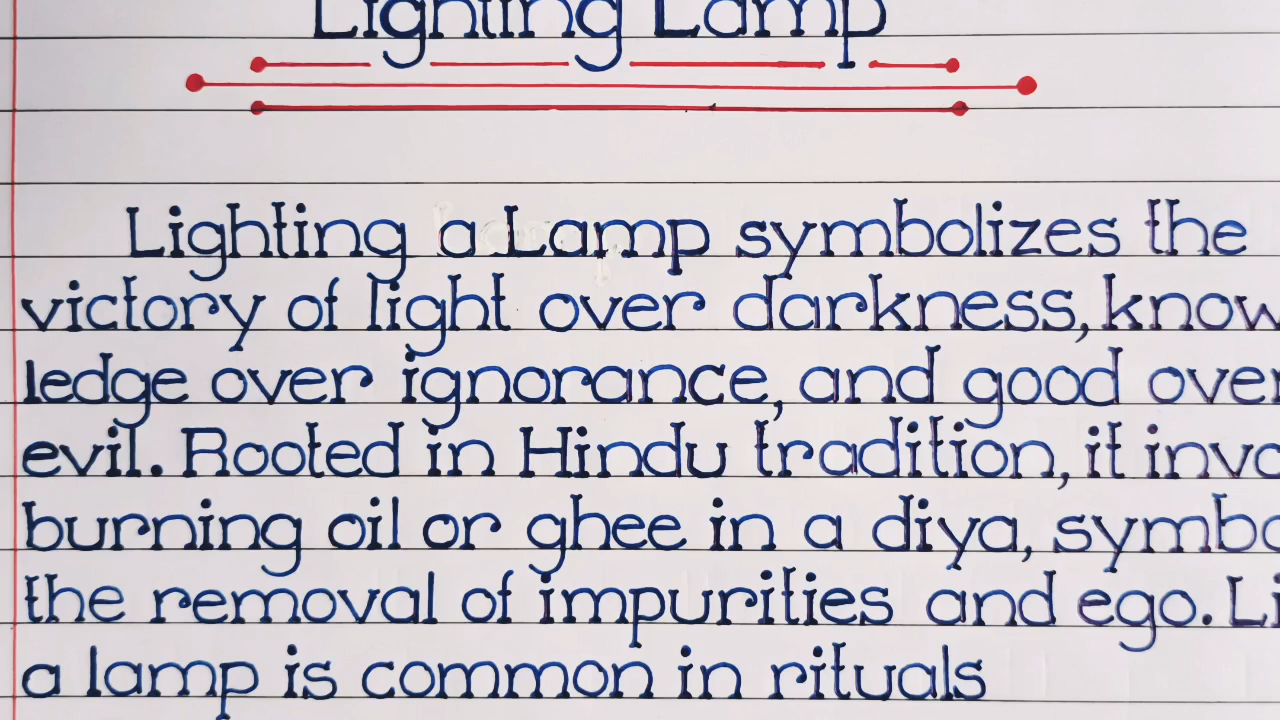 Lighting Lamp
Lighting a Lamp symbolizes the
victory of light over darkness, know
ledge over ignorance, and good over
evil. Rooted in Hindu tradition, it
burning oil or ghee in a diya,
the removal of impurities and ego.
a lamp is common in rituals